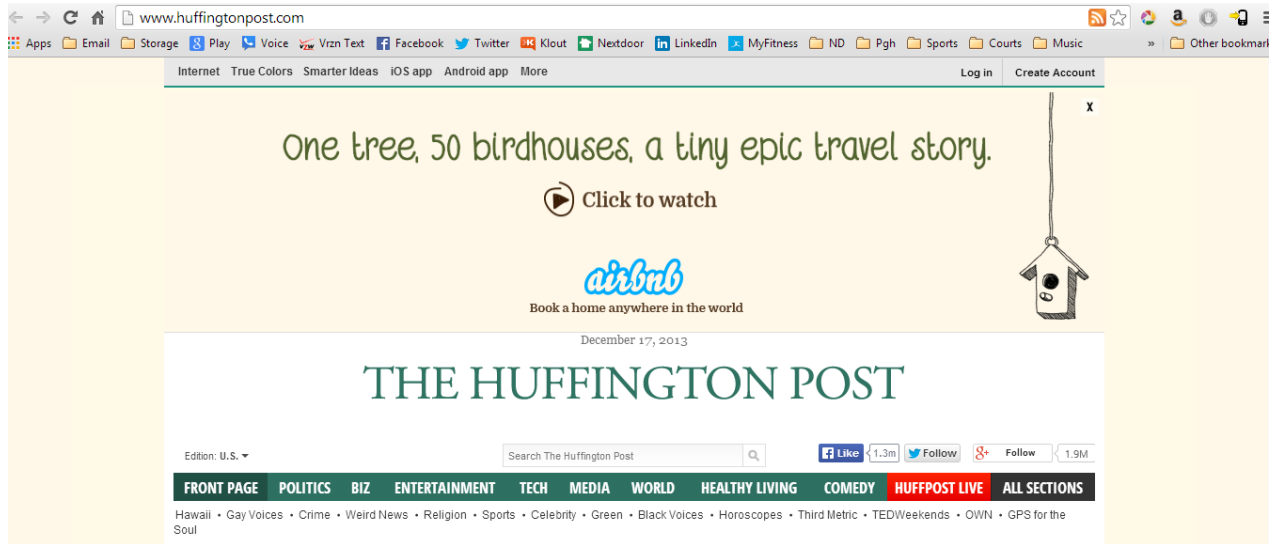 www.huffingtonpost.com
Apps Email Storage Play Voice Vrzn Text Facebook Twitter Klout Nextdoor LinkedIn MyFitness ND Pgh Sports Courts Music » Other bookmark
Internet True Colors Smarter Ideas iOS app Android app More Log in Create Account
X
One tree, 50 birdhouses, a tiny epic travel story.
Click to watch
airbnb
Book a home anywhere in the world
December 17, 2013
THE HUFFINGTON POST
Edition: U.S. Search The Huffington Post Like 1.3m Follow Follow 1.9M
FRONT PAGE POLITICS BIZ ENTERTAINMENT TECH MEDIA WORLD HEALTHY LIVING COMEDY HUFFPOST LIVE ALL SECTIONS
Hawaii • Gay Voices • Crime • Weird News • Religion • Sports • Celebrity • Green • Black Voices • Horoscopes • Third Metric • TEDWeekends • OWN • GPS for the
Soul